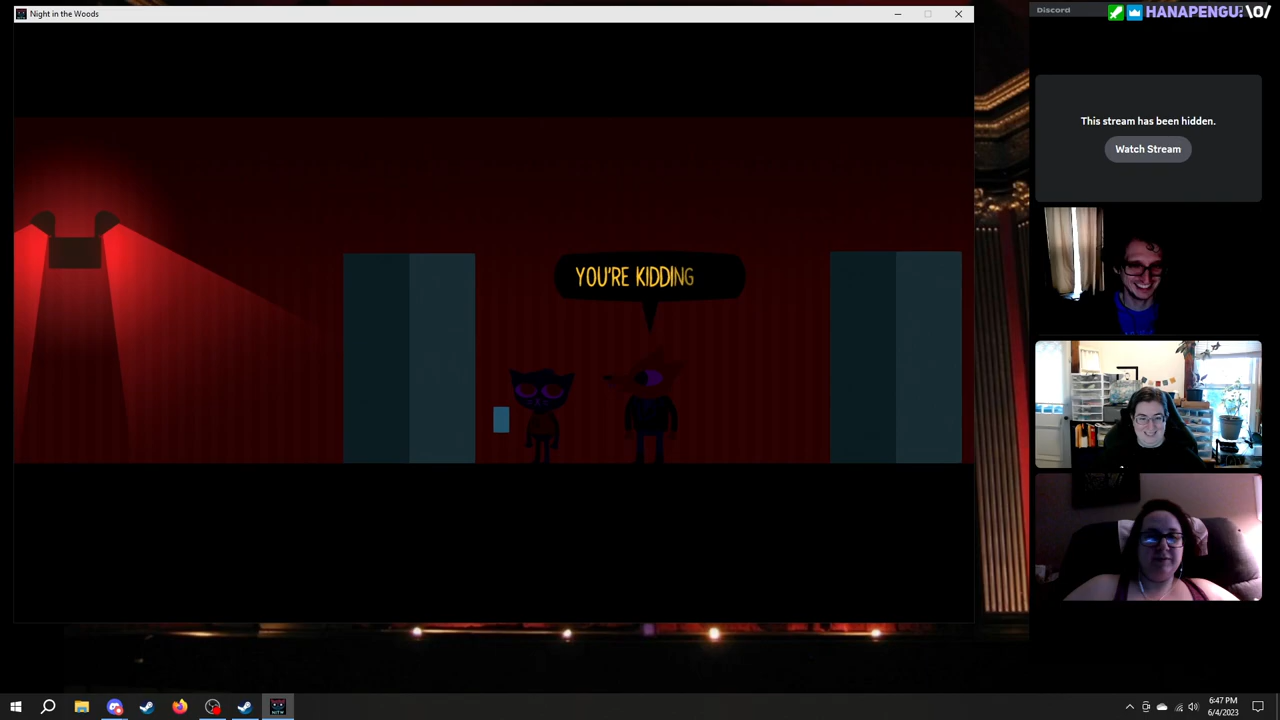 Night in the Woods
Discord
HANAPENGU!\O/
This stream has been hidden.
Watch Stream
YOU'RE KIDDING
6:47 PM
6/4/2023